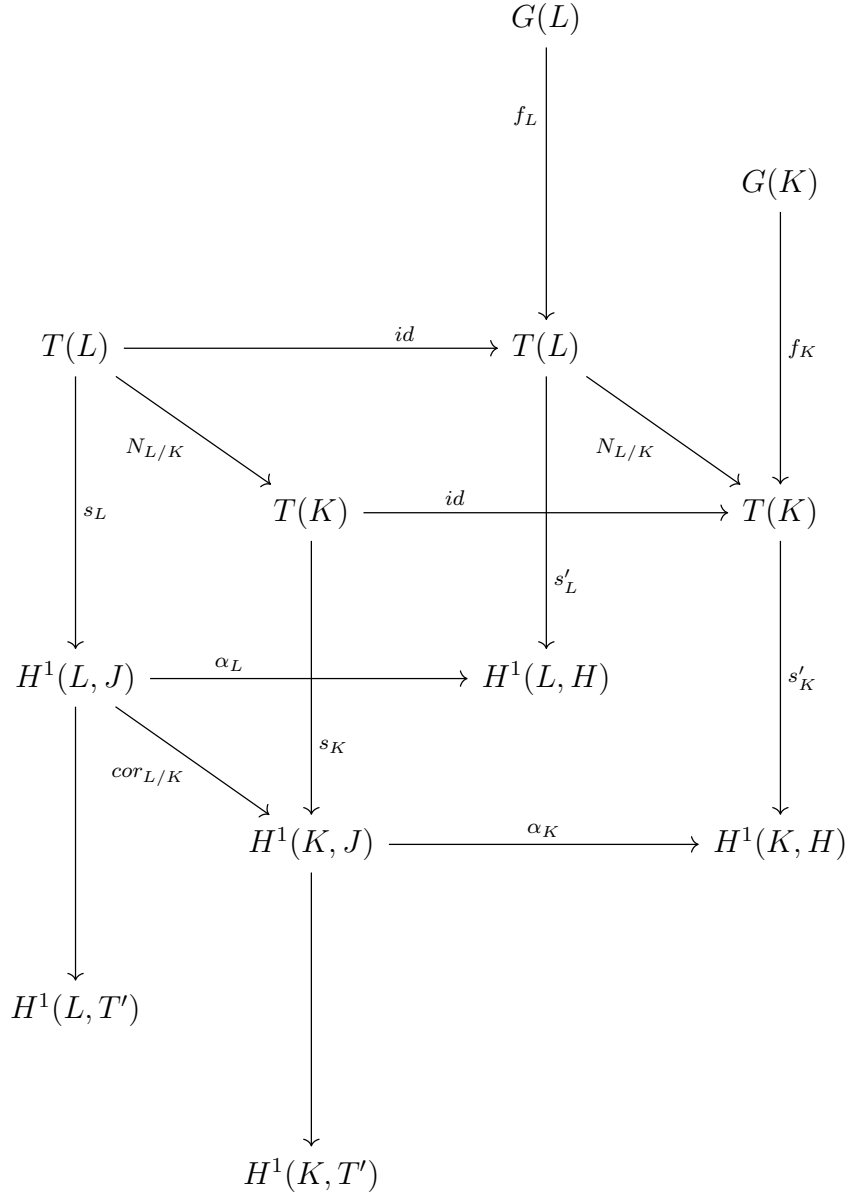 G(L)
f_L
G(K)
T(L) id T(L) f_K
N_{L/K} N_{L/K}
s_L T(K) id T(K)
s'_L
H^1(L, J) α_L H^1(L, H) s'_K
s_K
cor_{L/K}
H^1(K, J) α_K H^1(K, H)
H^1(L, T')
H^1(K, T')